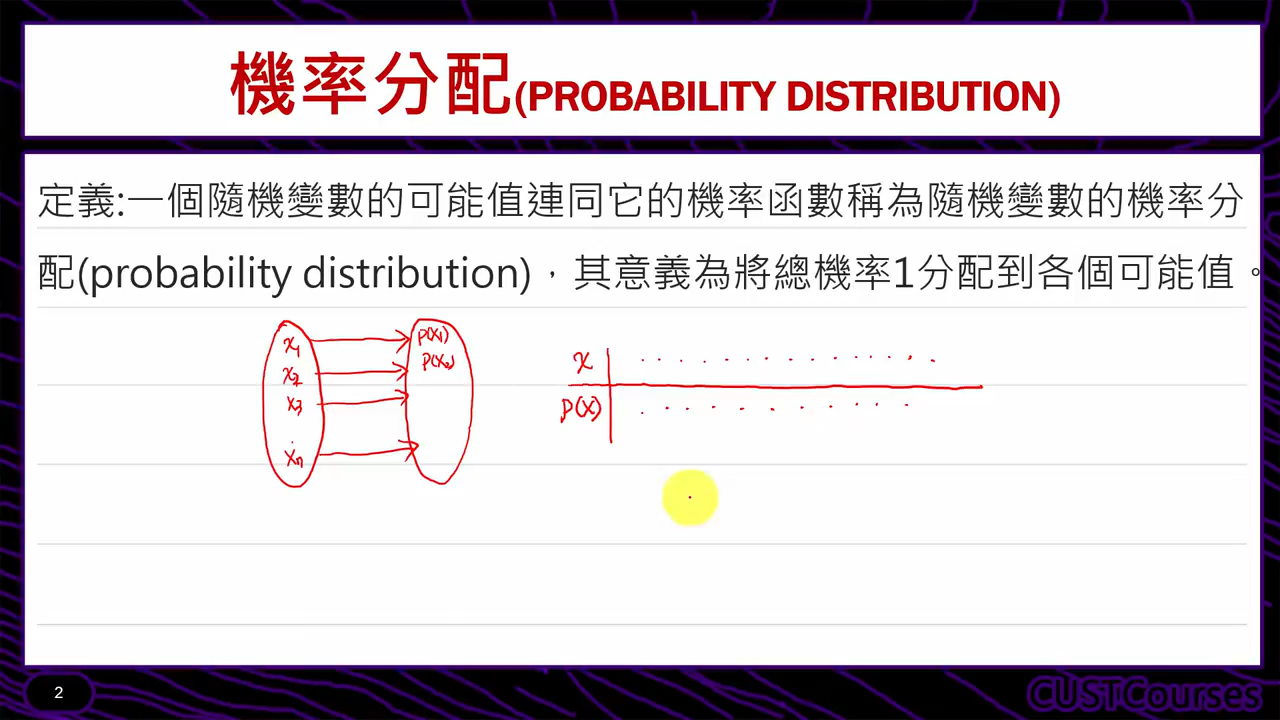 機率分配(PROBABILITY DISTRIBUTION)
定義:一個隨機變數的可能值連同它的機率函數稱為隨機變數的機率分
配(probability distribution)，其意義為將總機率1分配到各個可能值。
x1 p(x1)
x2 p(x2)
x3
xn
x
p(x)
2
CUSTCourses